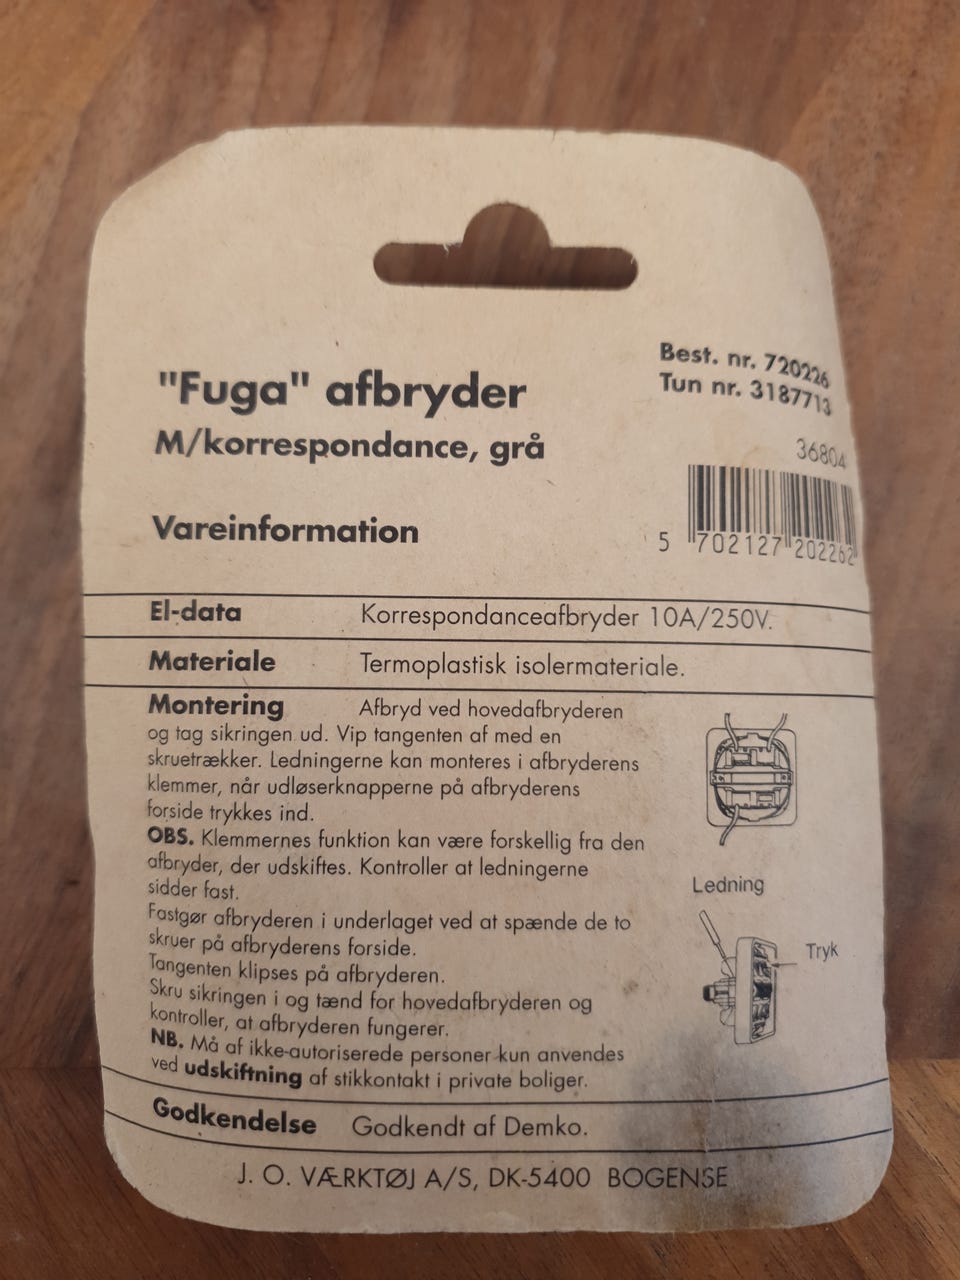 "Fuga" afbryder
M/korrespondance, grå
Best. nr. 720226
Tun nr. 3187713
36804
5 702127 202262
Vareinformation
El-data Korrespondanceafbryder 10A/250V.
Materiale Termoplastisk isolermateriale.
Montering Afbryd ved hovedafbryderen
og tag sikringen ud. Vip tangenten af med en
skruetrækker. Ledningerne kan monteres i afbryderens
klemmer, når udløserknapperne på afbryderens
forside trykkes ind.
OBS. Klemmernes funktion kan være forskellig fra den
afbryder, der udskiftes. Kontroller at ledningerne
sidder fast.
Fastgør afbryderen i underlaget ved at spænde de to
skruer på afbryderens forside.
Tangenten klipses på afbryderen.
Skru sikringen i og tænd for hovedafbryderen og
kontroller, at afbryderen fungerer.
NB. Må af ikke-autoriserede personer kun anvendes
ved udskiftning af stikkontakt i private boliger.
Ledning
Tryk
Godkendelse Godkendt af Demko.
J. O. VÆRKTØJ A/S, DK-5400 BOGENSE